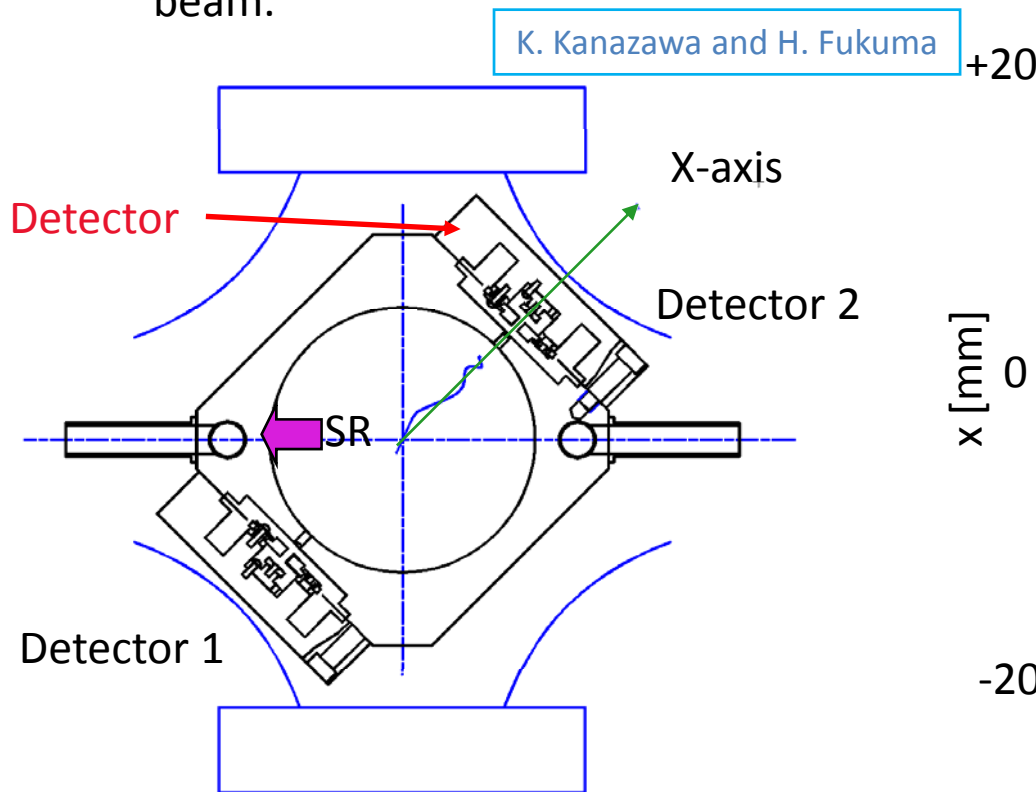 beam.
K. Kanazawa and H. Fukuma
+20
X-axis
Detector
Detector 2
x [mm]
0
SR
Detector 1
-20